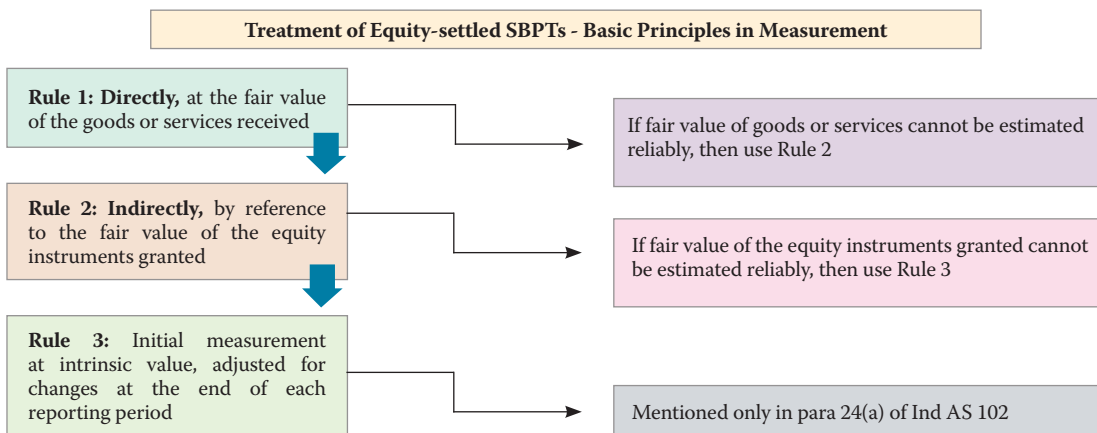 Treatment of Equity-settled SBPTs - Basic Principles in Measurement
Rule 1: Directly, at the fair value
of the goods or services received
If fair value of goods or services cannot be estimated
reliably, then use Rule 2
Rule 2: Indirectly, by reference
to the fair value of the equity
instruments granted
If fair value of the equity instruments granted cannot
be estimated reliably, then use Rule 3
Rule 3: Initial measurement
at intrinsic value, adjusted for
changes at the end of each
reporting period
Mentioned only in para 24(a) of Ind AS 102